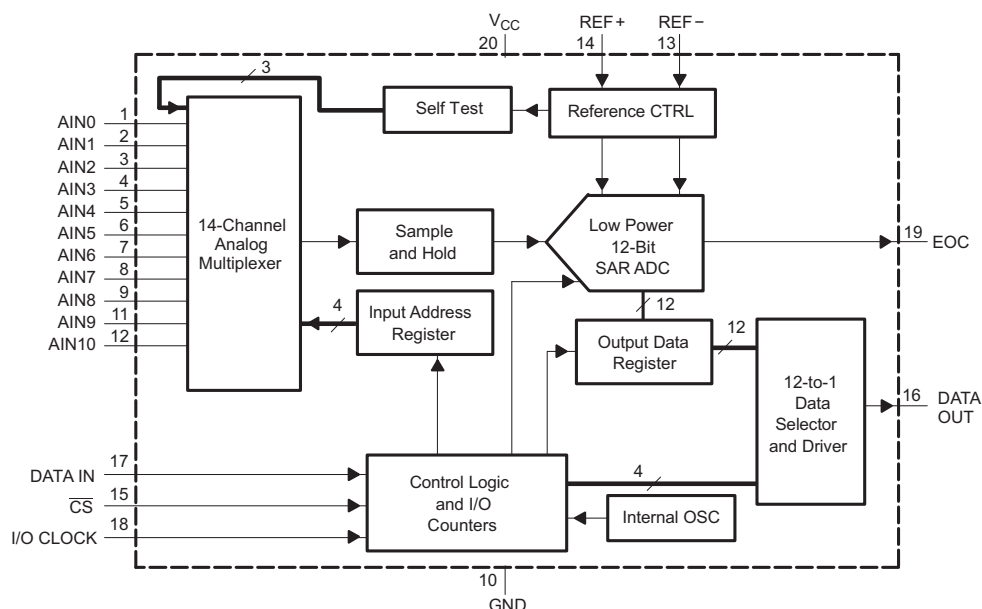 V_CC
20
REF+
14
REF−
13
3
Self Test
Reference CTRL
AIN0
1
AIN1
2
AIN2
3
AIN3
4
AIN4
5
AIN5
6
AIN6
7
AIN7
8
AIN8
9
AIN9
11
AIN10
12
14-Channel
Analog
Multiplexer
Sample
and Hold
Low Power
12-Bit
SAR ADC
19
EOC
4
Input Address
Register
12
Output Data
Register
12
12-to-1
Data
Selector
and Driver
16
DATA
OUT
DATA IN
17
C̅S̅
15
I/O CLOCK
18
Control Logic
and I/O
Counters
4
Internal OSC
10
GND